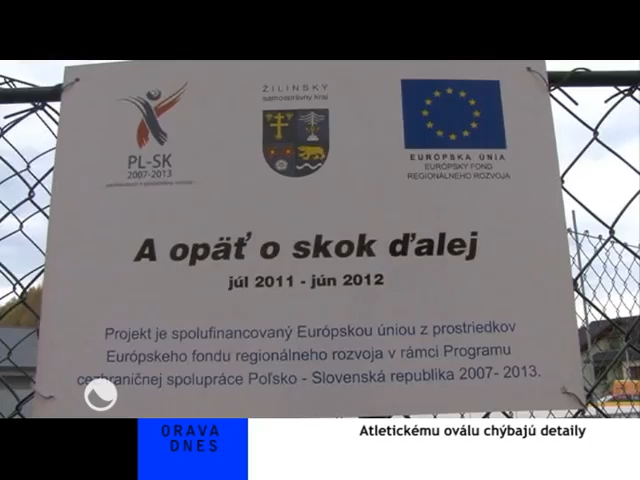 PL-SK
2007-2013
ŽILINSKÝ
samosprávny kraj
EURÓPSKA ÚNIA
EURÓPSKY FOND
REGIONÁLNEHO ROZVOJA
A opäť o skok ďalej
júl 2011 - jún 2012
Projekt je spolufinancovaný Európskou úniou z prostriedkov
Európskeho fondu regionálneho rozvoja v rámci Programu
cezhraničnej spolupráce Poľsko - Slovenská republika 2007- 2013.
ORAVA
DNES
Atletickému oválu chýbajú detaily